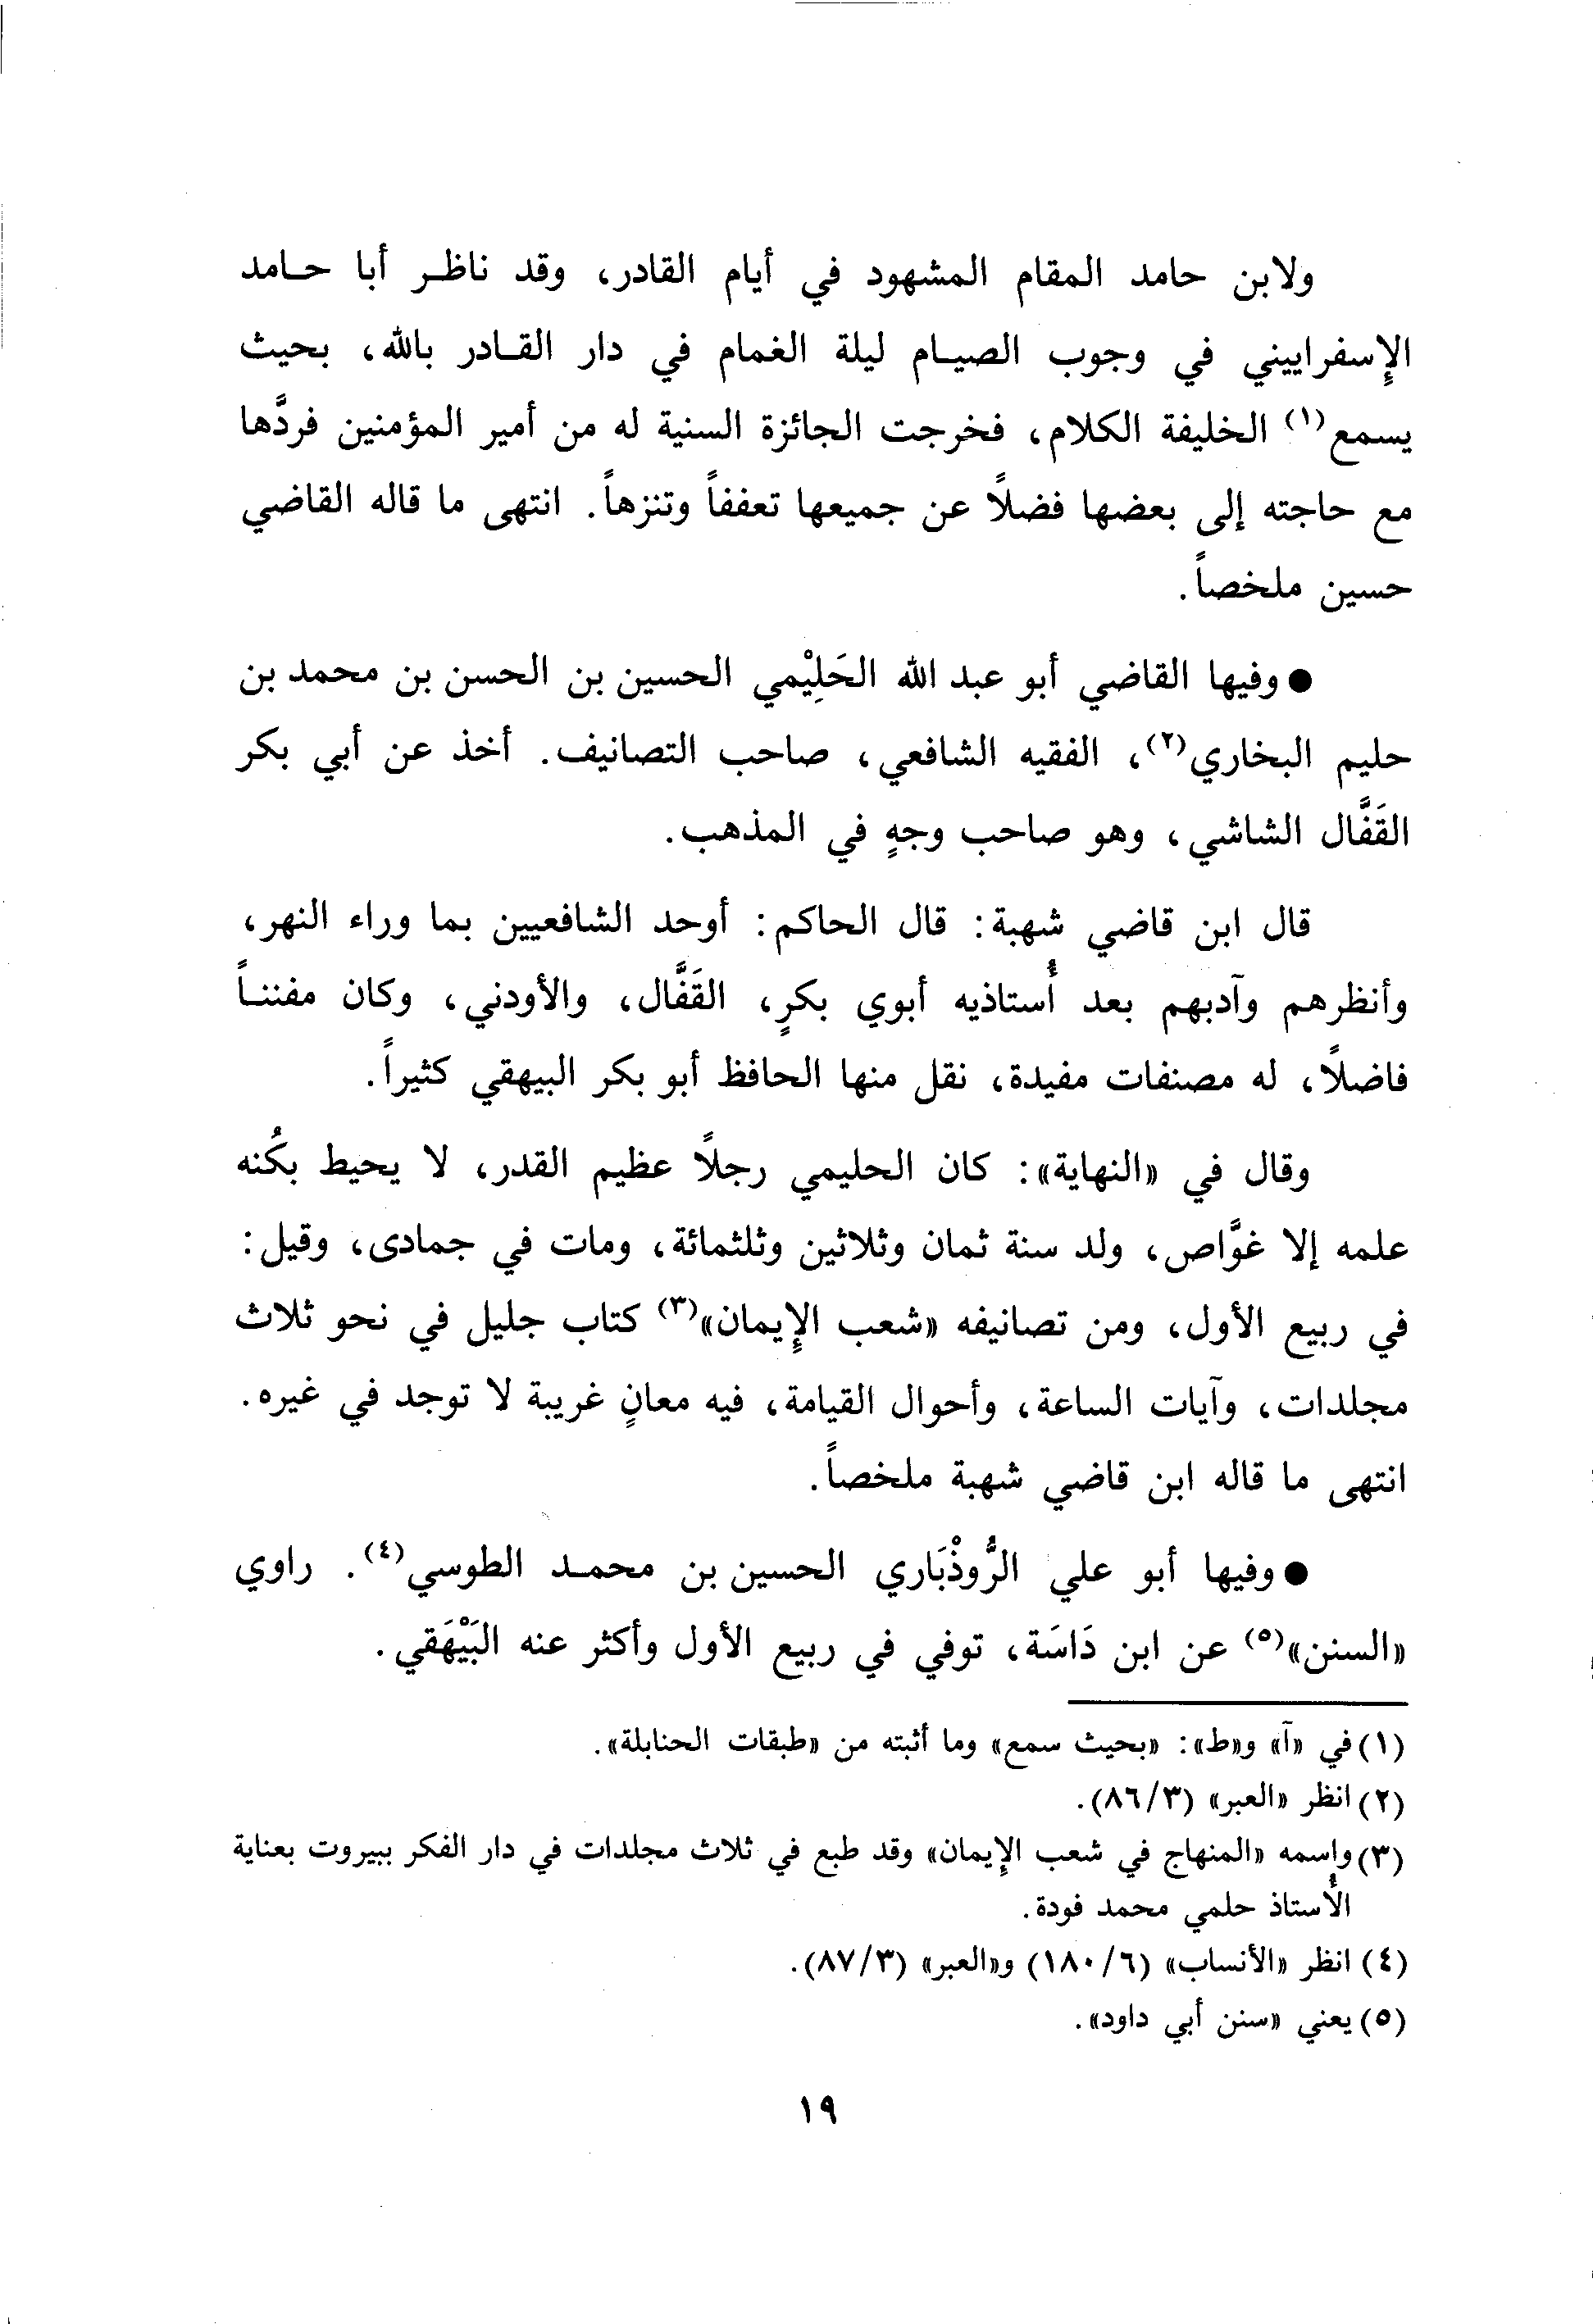 ولابن حامد المقام المشهود في أيام القادر، وقد ناظر أبا حامد
الإسفراييني في وجوب الصيام ليلة الغمام في دار القادر بالله، بحيث
يسمع(١) الخليفة الكلام، فخرجت الجائزة السنية له من أمير المؤمنين فردَّها
مع حاجته إلى بعضها فضلاً عن جميعها تعففاً وتنزهاً. انتهى ما قاله القاضي
حسين ملخصاً.
● وفيها القاضي أبو عبد الله الحَلِيْمي الحسين بن الحسن بن محمد بن
حليم البخاري(٢)، الفقيه الشافعي، صاحب التصانيف. أخذ عن أبي بكر
القَفَّال الشاشي، وهو صاحب وجهٍ في المذهب.
قال ابن قاضي شهبة: قال الحاكم: أوحد الشافعيين بما وراء النهر،
وأنظرهم وآدبهم بعد أُستاذيه أبوي بكرٍ، القَفَّال، والأودني، وكان مفنناً
فاضلاً، له مصنفات مفيدة، نقل منها الحافظ أبو بكر البيهقي كثيراً.
وقال في «النهاية»: كان الحليمي رجلاً عظيم القدر، لا يحيط بكُنه
علمه إلا غوَّاص، ولد سنة ثمان وثلاثين وثلثمائة، ومات في جمادى، وقيل:
في ربيع الأول، ومن تصانيفه «شعب الإيمان»(٣) كتاب جليل في نحو ثلاث
مجلدات، وآيات الساعة، وأحوال القيامة، فيه معانٍ غريبة لا توجد في غيره.
انتهى ما قاله ابن قاضي شهبة ملخصاً.
● وفيها أبو علي الرُّوذْبَاري الحسين بن محمد الطوسي(٤). راوي
«السنن»(٥) عن ابن دَاسَة، توفي في ربيع الأول وأكثر عنه البَيْهَقي.
(١) في «آ» و«ط»: «بحيث سمع» وما أثبته من «طبقات الحنابلة».
(٢) انظر «العبر» (٨٦/٣).
(٣) واسمه «المنهاج في شعب الإيمان» وقد طبع في ثلاث مجلدات في دار الفكر ببيروت بعناية
الأُستاذ حلمي محمد فودة.
(٤) انظر «الأنساب» (١٨٠/٦) و«العبر» (٨٧/٣).
(٥) يعني «سنن أبي داود».
١٩